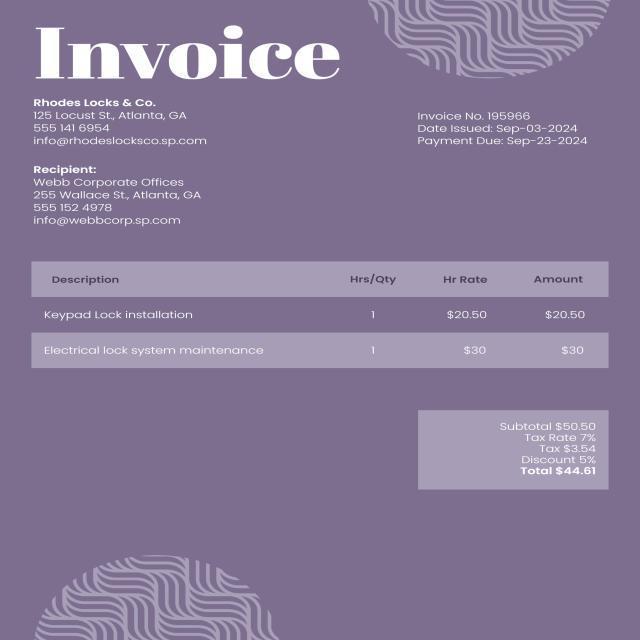 Invoice
Rhodes Locks & Co.
125 Locust St., Atlanta, GA
555 141 6954
info@rhodeslocksco.sp.com
Invoice No. 195966
Date Issued: Sep-03-2024
Payment Due: Sep-23-2024
Recipient:
Webb Corporate Offices
255 Wallace St., Atlanta, GA
555 152 4978
info@webbcorp.sp.com
Description Hrs/Qty Hr Rate Amount
Keypad Lock installation 1 $20.50 $20.50
Electrical lock system maintenance 1 $30 $30
Subtotal $50.50
Tax Rate 7%
Tax $3.54
Discount 5%
Total $44.61